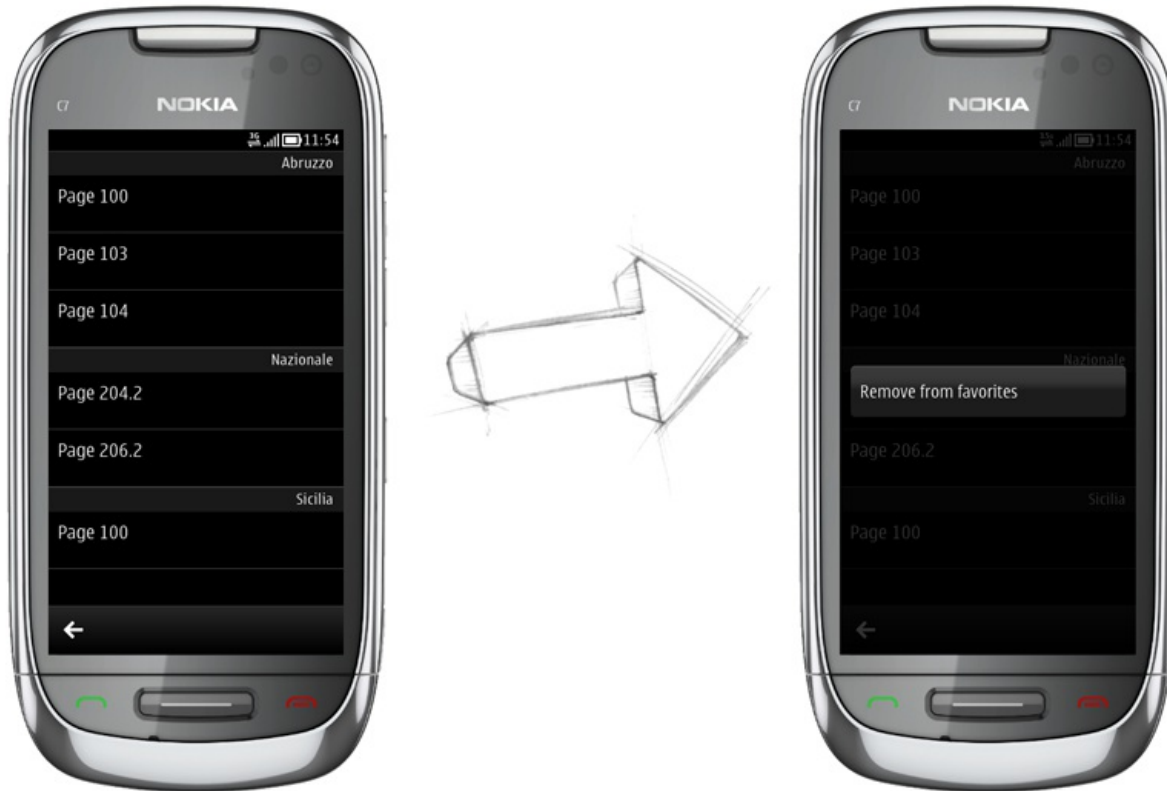 C7
NOKIA
11:54
Abruzzo
Page 100
Page 103
Page 104
Nazionale
Page 204.2
Page 206.2
Sicilia
Page 100
C7
NOKIA
11:54
Abruzzo
Page 100
Page 103
Page 104
Nazionale
Remove from favorites
Page 206.2
Sicilia
Page 100